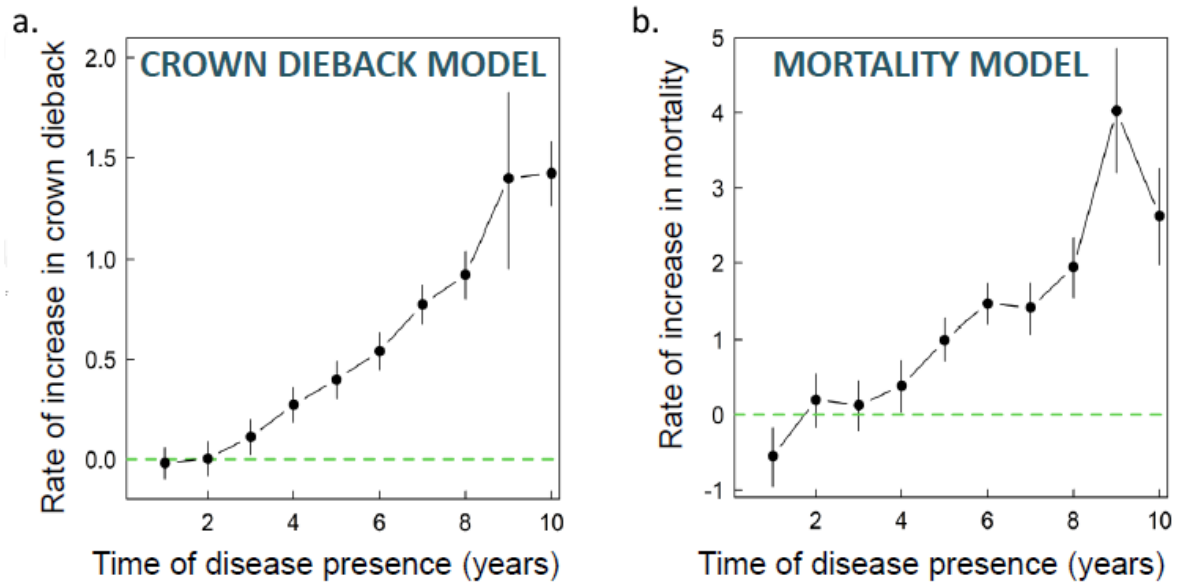 a.
CROWN DIEBACK MODEL
Rate of increase in crown dieback
2.0
1.5
1.0
0.5
0.0
2 4 6 8 10
Time of disease presence (years)
b.
MORTALITY MODEL
Rate of increase in mortality
5
4
3
2
1
0
-1
2 4 6 8 10
Time of disease presence (years)